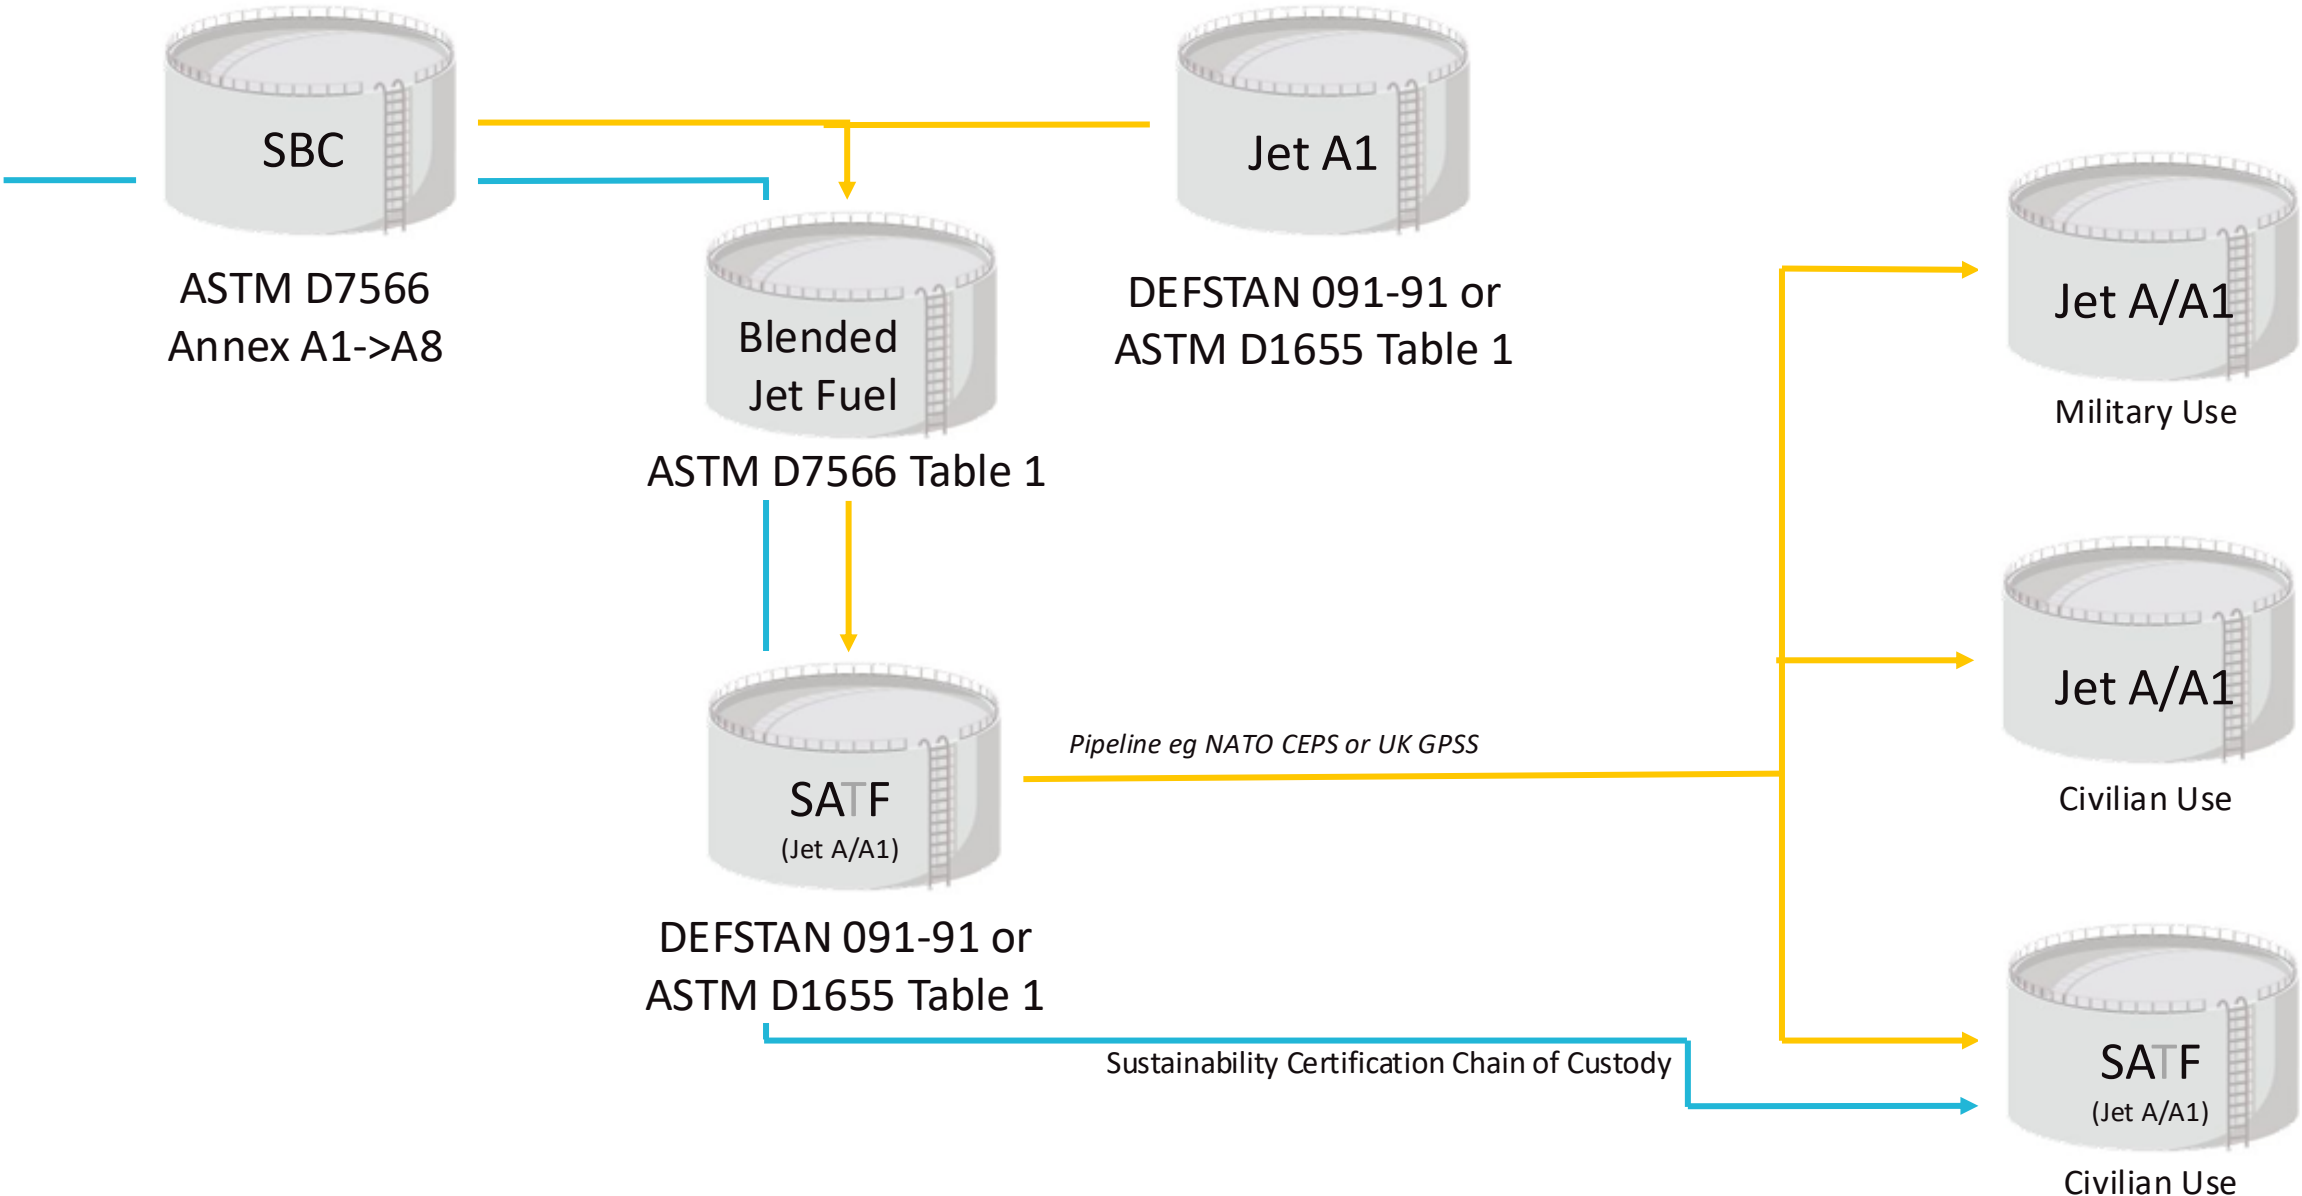 SBC
ASTM D7566
Annex A1->A8
Jet A1
DEFSTAN 091-91 or
ASTM D1655 Table 1
Blended
Jet Fuel
ASTM D7566 Table 1
Jet A/A1
Military Use
Jet A/A1
Civilian Use
SATF
(Jet A/A1)
Pipeline eg NATO CEPS or UK GPSS
DEFSTAN 091-91 or
ASTM D1655 Table 1
Sustainability Certification Chain of Custody
SATF
(Jet A/A1)
Civilian Use